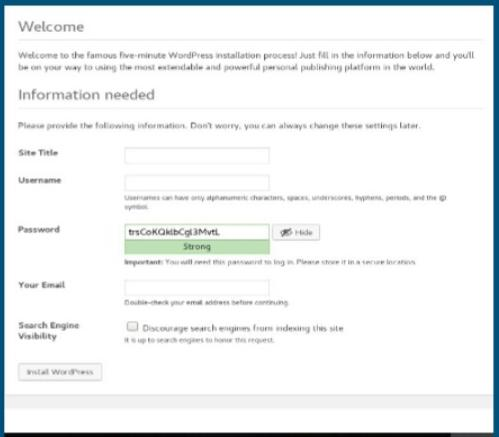 Welcome
Welcome to the famous five-minute WordPress installation process! Just fill in the information below and you'll
be on your way to using the most extendable and powerful personal publishing platform in the world.
Information needed
Please provide the following information. Don't worry, you can always change these settings later.
Site Title
Username
Usernames can have only alphanumeric characters, spaces, underscores, hyphens, periods, and the @
symbol.
Password
trsCoKQklbCgl3MvtL
Hide
Strong
Important: You will need this password to log in. Please store it in a secure location.
Your Email
Double-check your email address before continuing.
Search Engine
Visibility
Discourage search engines from indexing this site
It is up to search engines to honor this request.
Install WordPress